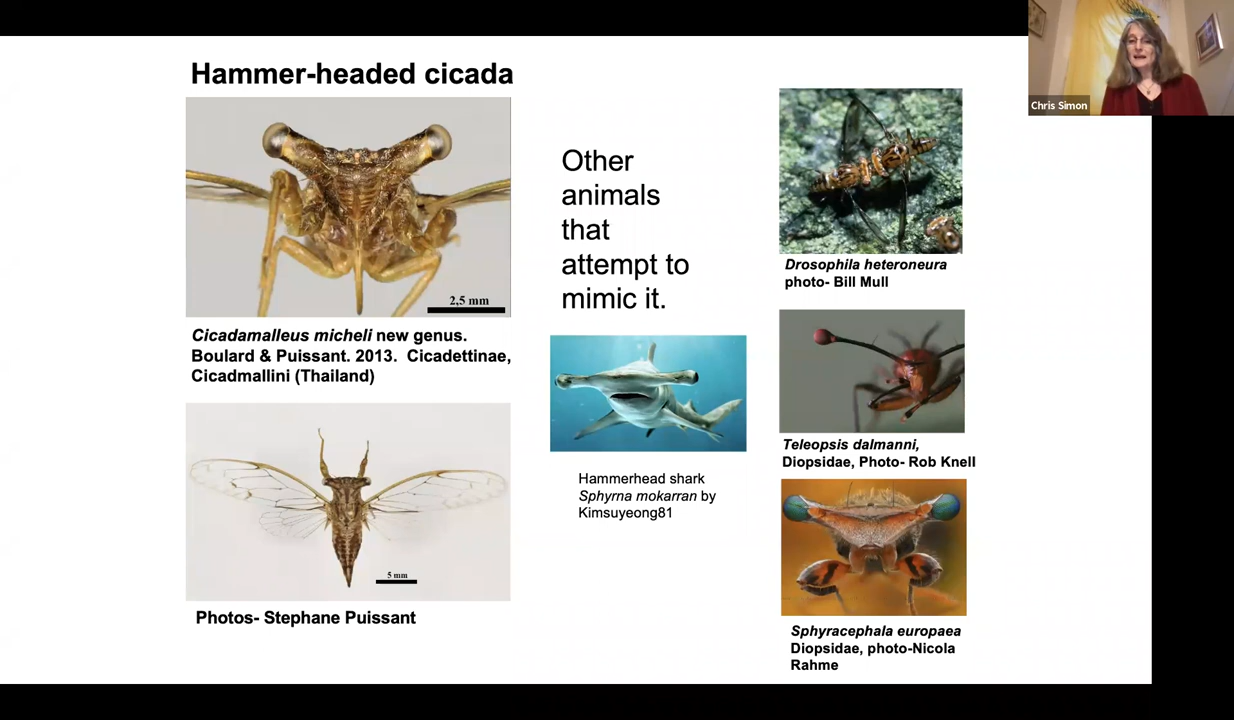 Hammer-headed cicada
2,5 mm
Cicadamalleus micheli new genus.
Boulard & Puissant. 2013. Cicadettinae,
Cicadmallini (Thailand)
5 mm
Photos- Stephane Puissant
Other
animals
that
attempt to
mimic it.
Hammerhead shark
Sphyrna mokarran by
Kimsuyeong81
Drosophila heteroneura
photo- Bill Mull
Teleopsis dalmanni,
Diopsidae, Photo- Rob Knell
Sphyracephala europaea
Diopsidae, photo-Nicola
Rahme
Chris Simon